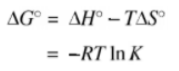 ΔG° = ΔH° − TΔS°
= −RT ln K